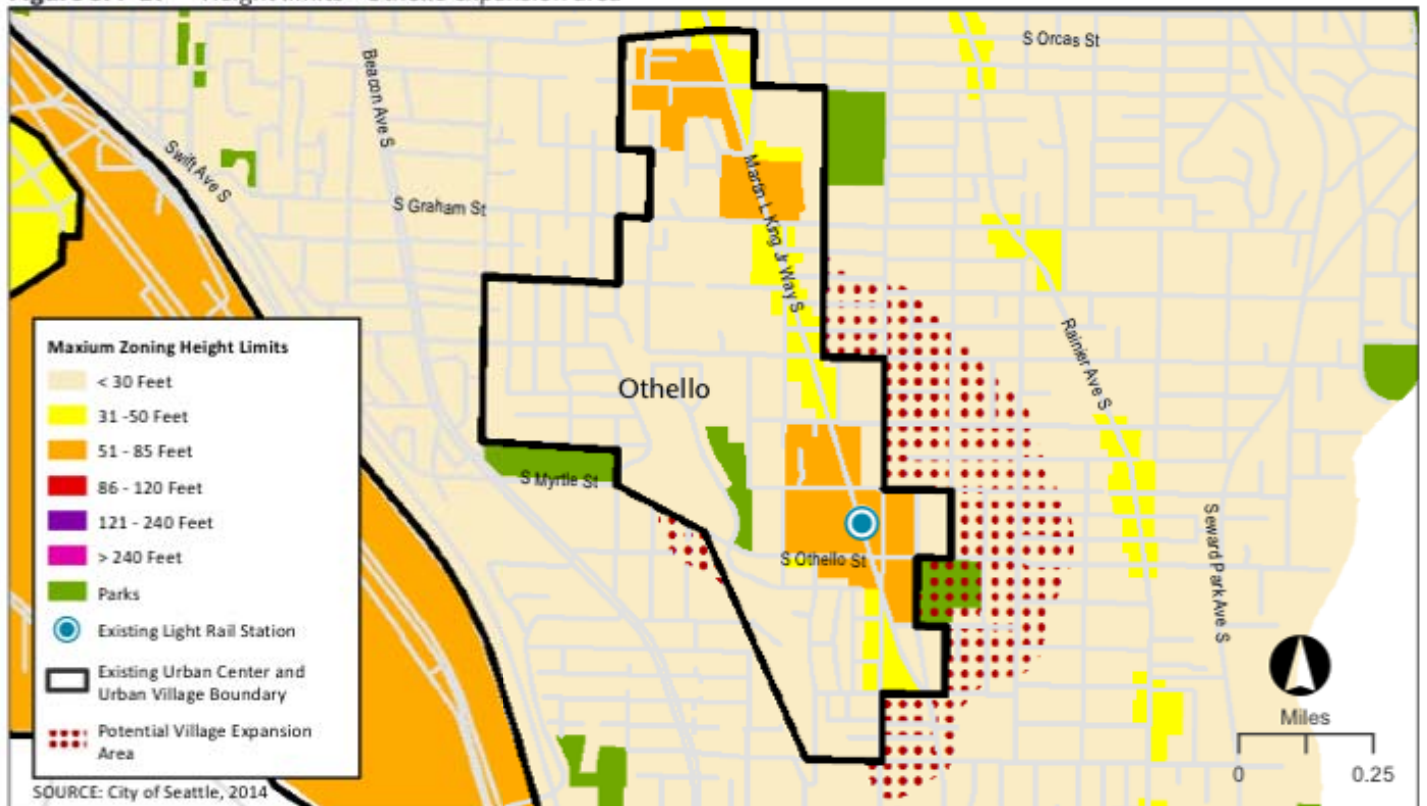 S Orcas St
Beacon Ave S
Swift Ave S
S Graham St
Martin L King Jr Way S
Rainier Ave S
Othello
S Myrtle St
S Othello St
Seward Park Ave S
Maxium Zoning Height Limits
< 30 Feet
31 -50 Feet
51 - 85 Feet
86 - 120 Feet
121 - 240 Feet
> 240 Feet
Parks
Existing Light Rail Station
Existing Urban Center and
Urban Village Boundary
Potential Village Expansion
Area
SOURCE: City of Seattle, 2014
Miles
0 0.25